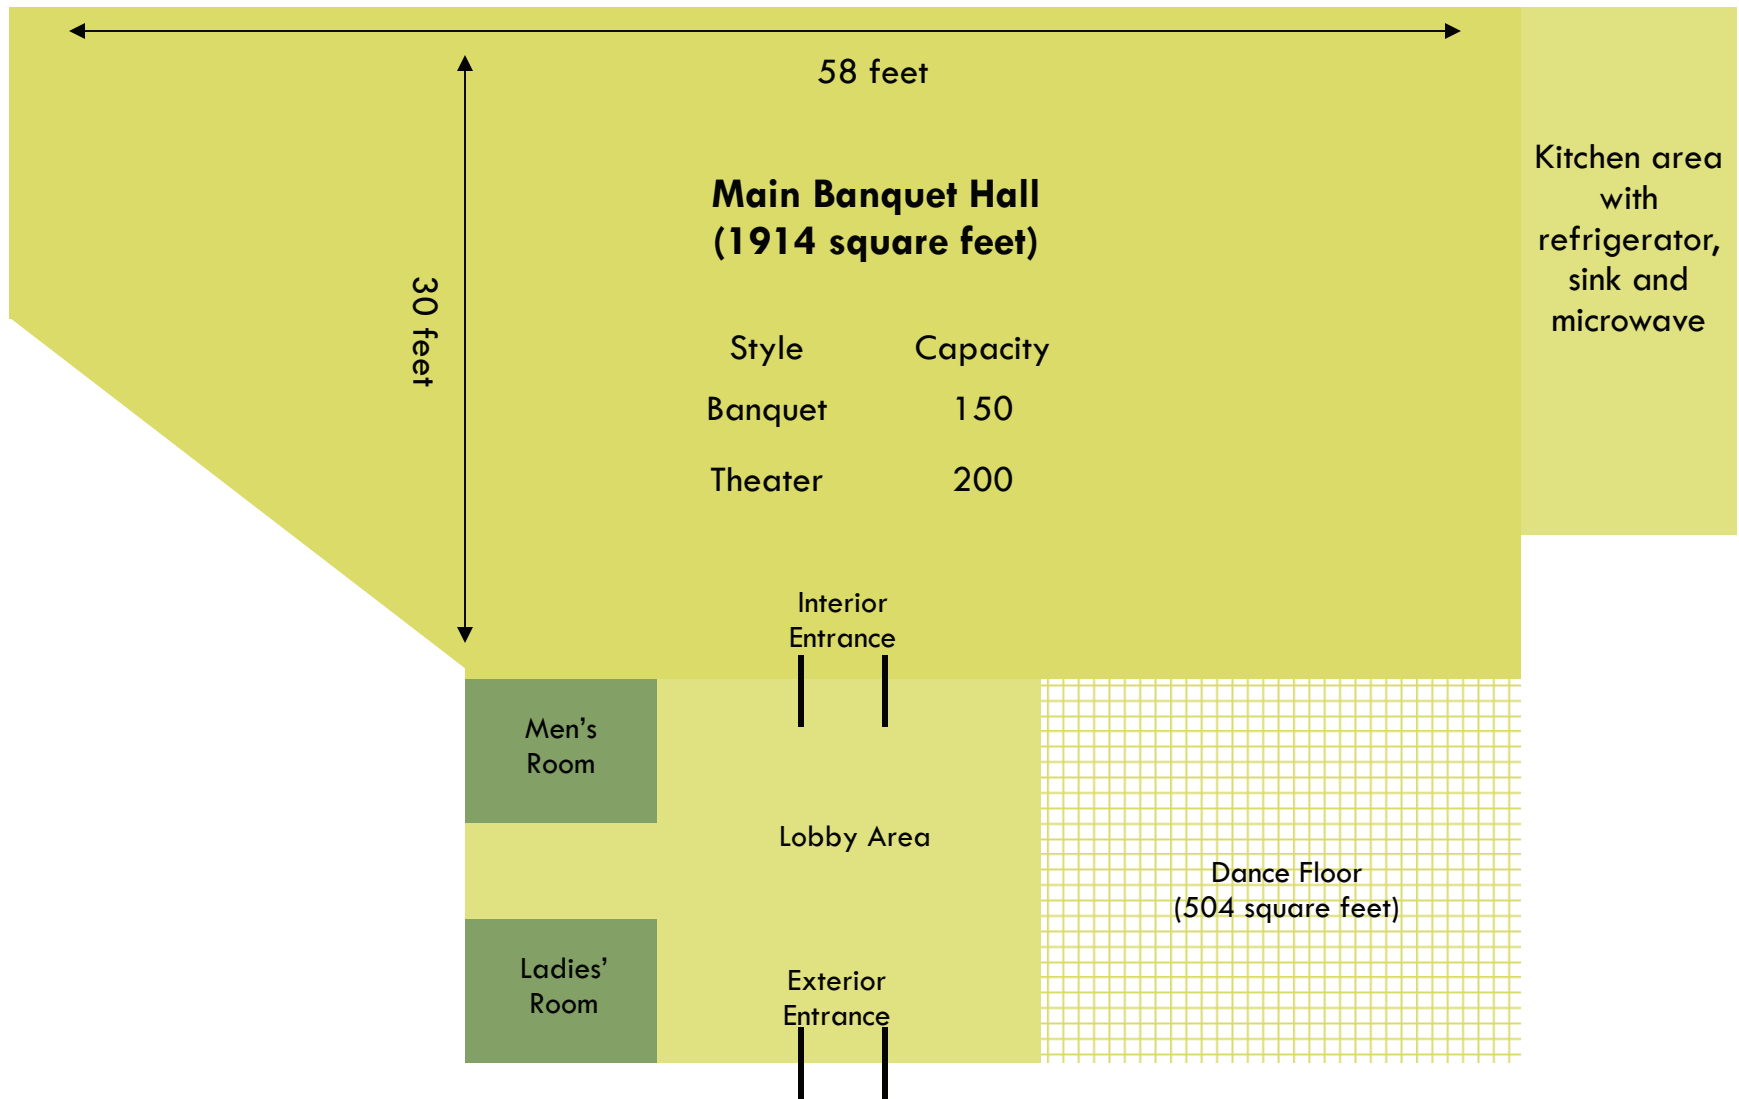 58 feet
30 feet
Main Banquet Hall
(1914 square feet)
Style Capacity
Banquet 150
Theater 200
Kitchen area
with
refrigerator,
sink and
microwave
Interior
Entrance
Men’s
Room
Lobby Area
Dance Floor
(504 square feet)
Ladies’
Room
Exterior
Entrance